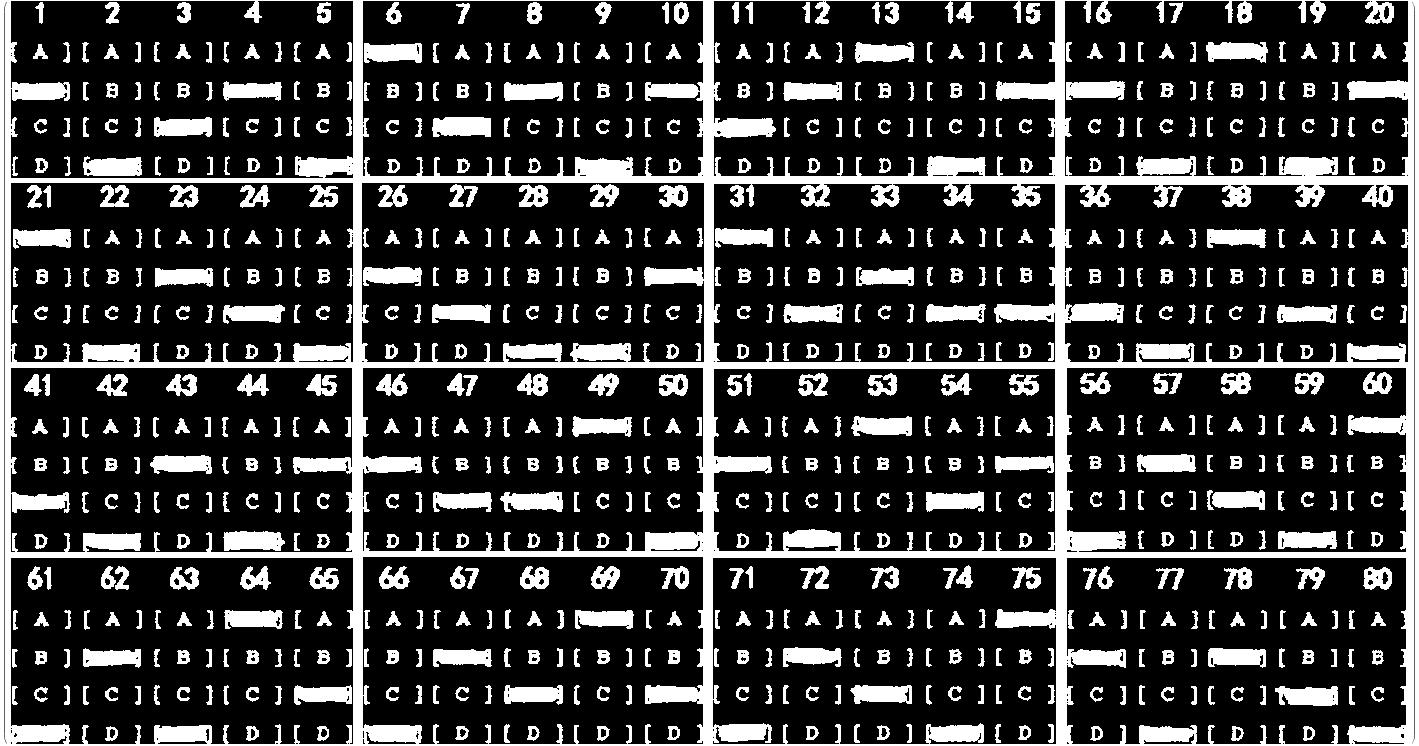 1 2 3 4 5 6 7 8 9 10 11 12 13 14 15 16 17 18 19 20
[ A ] [ A ] [ A ] [ A ] [ A ] [ A ] [ A ] [ A ] [ A ] [ A ] [ A ] [ A ] [ A ] [ A ] [ A ] [ A ] [ A ]
[ B ] [ B ] [ B ] [ B ] [ B ] [ B ] [ B ] [ B ] [ B ] [ B ] [ B ] [ B ]
[ C ] [ C ] [ C ] [ C ] [ C ] [ C ] [ C ] [ C ] [ C ] [ C ] [ C ] [ C ] [ C ] [ C ] [ C ] [ C ] [ C ]
[ D ] [ D ] [ D ] [ D ] [ D ] [ D ] [ D ] [ D ] [ D ] [ D ] [ D ] [ D ] [ D ] [ D ]
21 22 23 24 25 26 27 28 29 30 31 32 33 34 35 36 37 38 39 40
[ A ] [ A ] [ A ] [ A ] [ A ] [ A ] [ A ] [ A ] [ A ] [ A ] [ A ] [ A ] [ A ] [ A ] [ A ] [ A ] [ A ]
[ B ] [ B ] [ B ] [ B ] [ B ] [ B ] [ B ] [ B ] [ B ] [ B ] [ B ] [ B ] [ B ] [ B ] [ B ] [ B ]
[ C ] [ C ] [ C ] [ C ] [ C ] [ C ] [ C ] [ C ] [ C ] [ C ] [ C ] [ C ] [ C ]
[ D ] [ D ] [ D ] [ D ] [ D ] [ D ] [ D ] [ D ] [ D ] [ D ] [ D ] [ D ] [ D ] [ D ]
41 42 43 44 45 46 47 48 49 50 51 52 53 54 55 56 57 58 59 60
[ A ] [ A ] [ A ] [ A ] [ A ] [ A ] [ A ] [ A ] [ A ] [ A ] [ A ] [ A ] [ A ] [ A ] [ A ] [ A ] [ A ]
[ B ] [ B ] [ B ] [ B ] [ B ] [ B ] [ B ] [ B ] [ B ] [ B ] [ B ] [ B ] [ B ] [ B ]
[ C ] [ C ] [ C ] [ C ] [ C ] [ C ] [ C ] [ C ] [ C ] [ C ] [ C ] [ C ] [ C ] [ C ] [ C ]
[ D ] [ D ] [ D ] [ D ] [ D ] [ D ] [ D ] [ D ] [ D ] [ D ] [ D ] [ D ] [ D ] [ D ]
61 62 63 64 65 66 67 68 69 70 71 72 73 74 75 76 77 78 79 80
[ A ] [ A ] [ A ] [ A ] [ A ] [ A ] [ A ] [ A ] [ A ] [ A ] [ A ] [ A ] [ A ] [ A ] [ A ] [ A ] [ A ]
[ B ] [ B ] [ B ] [ B ] [ B ] [ B ] [ B ] [ B ] [ B ] [ B ] [ B ] [ B ] [ B ] [ B ] [ B ]
[ C ] [ C ] [ C ] [ C ] [ C ] [ C ] [ C ] [ C ] [ C ] [ C ] [ C ] [ C ] [ C ] [ C ] [ C ]
[ D ] [ D ] [ D ] [ D ] [ D ] [ D ] [ D ] [ D ] [ D ] [ D ] [ D ] [ D ] [ D ]